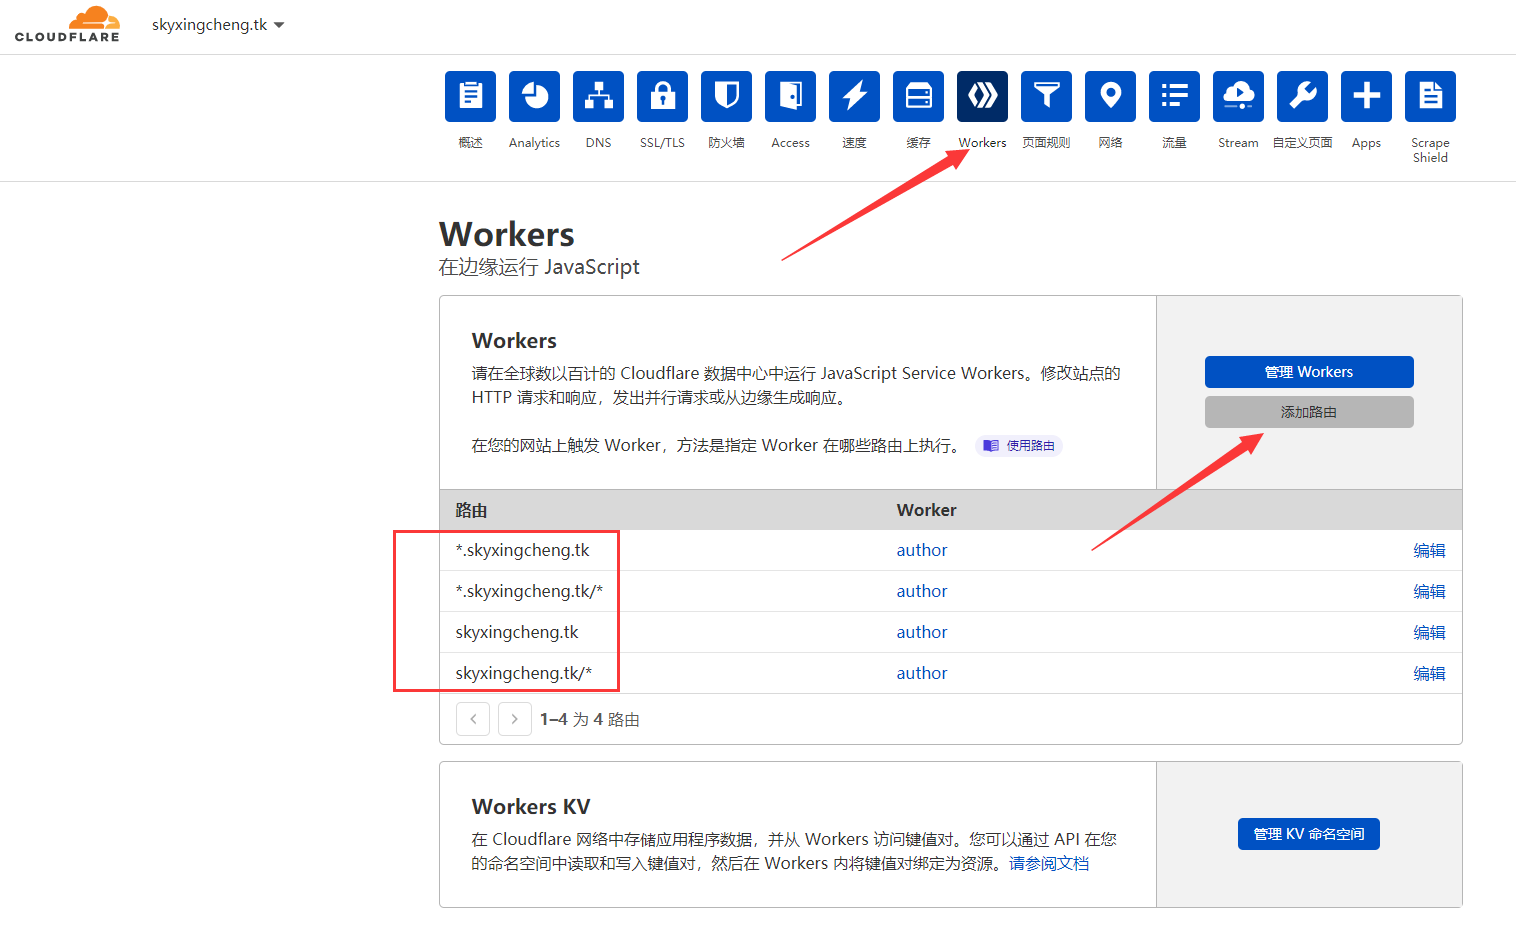 CLOUDFLARE
skyxingcheng.tk
概述
Analytics
DNS
SSL/TLS
防火墙
Access
速度
缓存
Workers
页面规则
网络
流量
Stream
自定义页面
Apps
Scrape
Shield
Workers
在边缘运行 JavaScript
Workers
请在全球数以百计的 Cloudflare 数据中心中运行 JavaScript Service Workers。修改站点的
HTTP 请求和响应，发出并行请求或从边缘生成响应。
在您的网站上触发 Worker，方法是指定 Worker 在哪些路由上执行。 使用路由
管理 Workers
添加路由
路由 Worker
*.skyxingcheng.tk author 编辑
*.skyxingcheng.tk/* author 编辑
skyxingcheng.tk author 编辑
skyxingcheng.tk/* author 编辑
1–4 为 4 路由
Workers KV
在 Cloudflare 网络中存储应用程序数据，并从 Workers 访问键值对。您可以通过 API 在您
的命名空间中读取和写入键值对，然后在 Workers 内将键值对绑定为资源。请参阅文档
管理 KV 命名空间